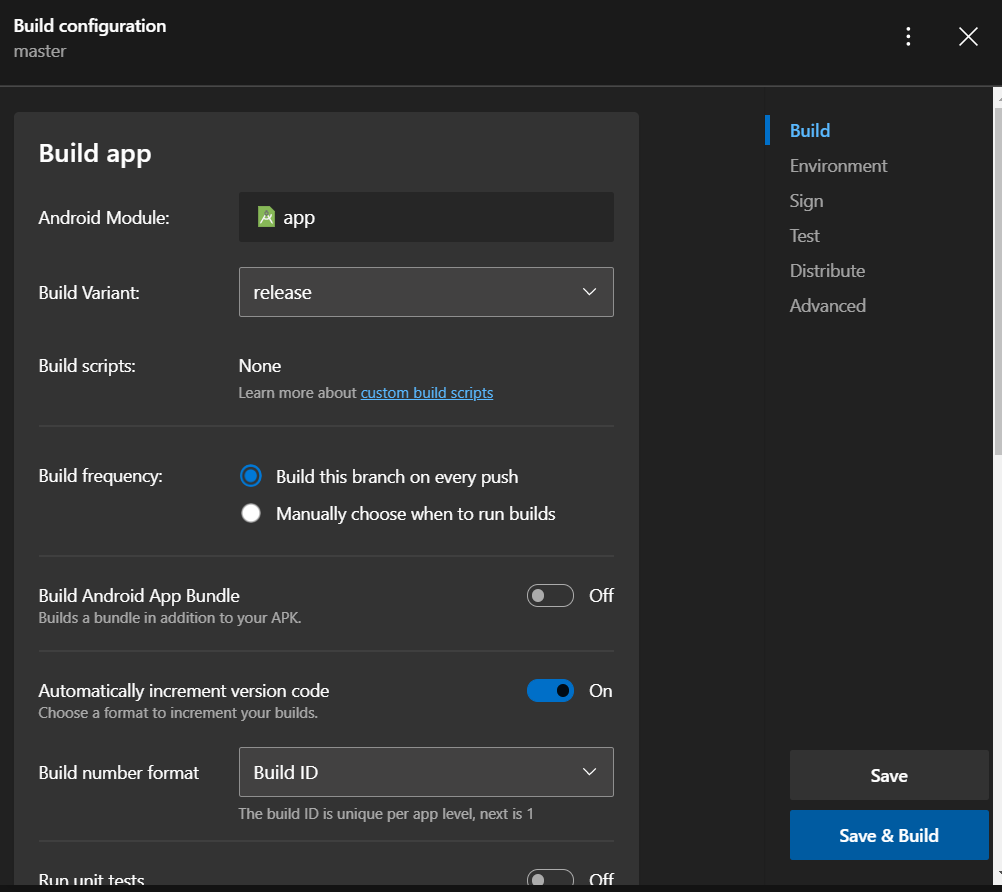 Build configuration
master
Build app
Android Module:
app
Build Variant:
release
Build scripts:
None
Learn more about custom build scripts
Build frequency:
Build this branch on every push
Manually choose when to run builds
Build Android App Bundle
Off
Builds a bundle in addition to your APK.
Automatically increment version code
On
Choose a format to increment your builds.
Build number format
Build ID
The build ID is unique per app level, next is 1
Run unit tests
Off
Build
Environment
Sign
Test
Distribute
Advanced
Save
Save & Build